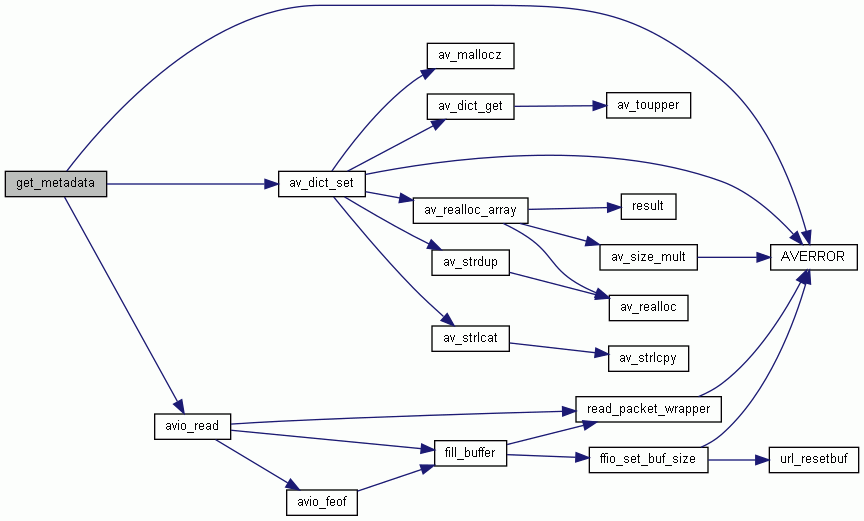 av_mallocz
av_dict_get
av_toupper
get_metadata
av_dict_set
av_realloc_array
result
av_strdup
av_size_mult
AVERROR
av_realloc
av_strlcat
av_strlcpy
read_packet_wrapper
avio_read
fill_buffer
ffio_set_buf_size
url_resetbuf
avio_feof